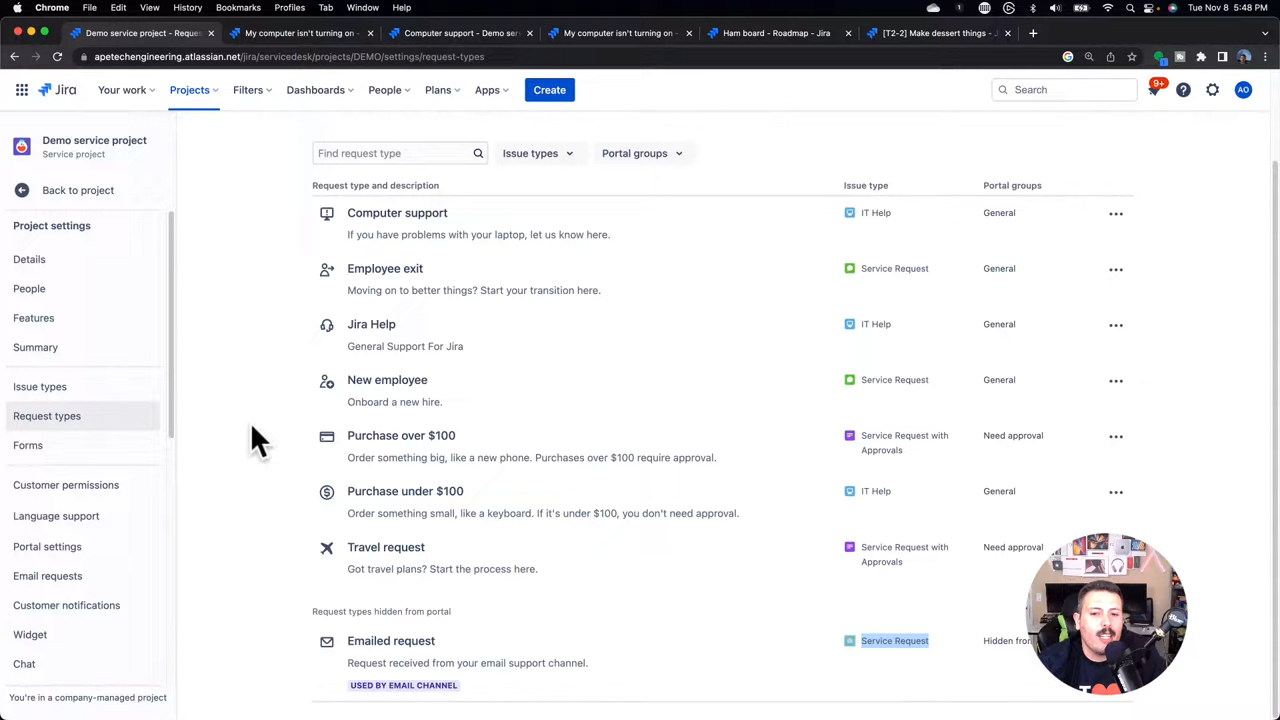 Chrome File Edit View History Bookmarks Profiles Tab Window Help Tue Nov 8 5:48 PM
Demo service project - Reques
My computer isn't turning on -
Computer support - Demo serv
My computer isn't turning on -
Ham board - Roadmap - Jira
[T2-2] Make dessert things - J
apetechengineering.atlassian.net/jira/servicedesk/projects/DEMO/settings/request-types
Jira Your work Projects Filters Dashboards People Plans Apps Create Search 9+ AO
Demo service project
Service project
Back to project
Project settings
Details
People
Features
Summary
Issue types
Request types
Forms
Customer permissions
Language support
Portal settings
Email requests
Customer notifications
Widget
Chat
You're in a company-managed project
Find request type Issue types Portal groups
Request type and description Issue type Portal groups
Computer support IT Help General
If you have problems with your laptop, let us know here.
Employee exit Service Request General
Moving on to better things? Start your transition here.
Jira Help IT Help General
General Support For Jira
New employee Service Request General
Onboard a new hire.
Purchase over $100 Service Request with Need approval
Approvals
Order something big, like a new phone. Purchases over $100 require approval.
Purchase under $100 IT Help General
Order something small, like a keyboard. If it's under $100, you don't need approval.
Travel request Service Request with Need approval
Approvals
Got travel plans? Start the process here.
Request types hidden from portal
Emailed request Service Request Hidden
Request received from your email support channel.
USED BY EMAIL CHANNEL